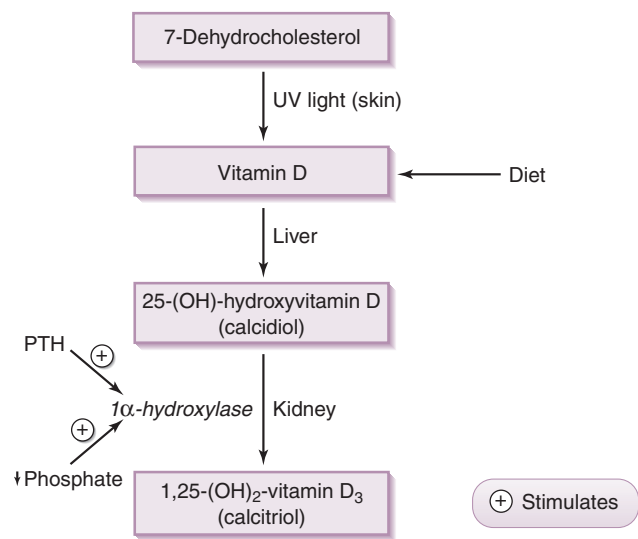 7-Dehydrocholesterol
UV light (skin)
Vitamin D
Diet
Liver
25-(OH)-hydroxyvitamin D
(calcidiol)
PTH
+
1α-hydroxylase
Kidney
+
↓Phosphate
1,25-(OH)₂-vitamin D₃
(calcitriol)
+ Stimulates